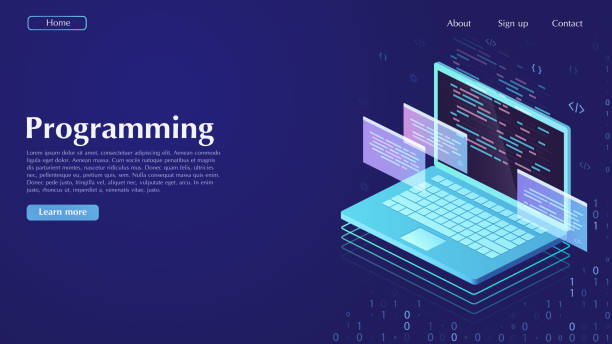 Home
About
Sign up
Contact
Programming
Lorem ipsum dolor sit amet, consectetuer adipiscing elit.
Aenean commodo ligula eget dolor.
Aenean massa. Cum sociis natoque penatibus et magnis
dis parturient montes, nascetur ridiculus mus.
Donec quam felis, ultricies
nec, pellentesque eu, pretium quis, sem.
Nulla consequat massa quis enim.
Donec. Donec pede justo, fringilla vel, aliquet
nec, vulputate eget, arcu. In enim
justo, rhoncus ut, imperdiet a.
Learn more